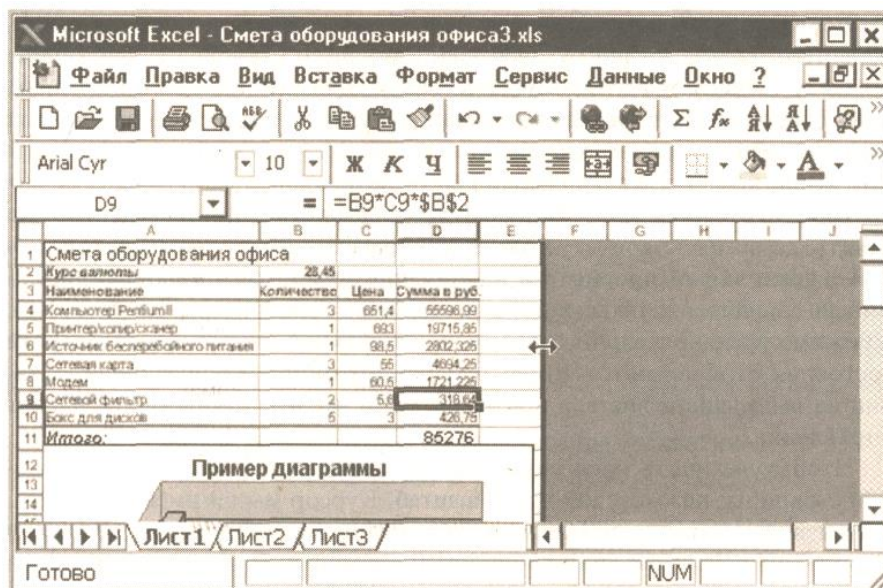 Microsoft Excel - Смета оборудования офиса3.xls
Файл Правка Вид Вставка Формат Сервис Данные Окно ?
Arial Cyr 10 Ж К Ч
D9 = =B9*C9*$B$2
A B C D E F G H I J
1 Смета оборудования офиса
2 Курс валюты 28,45
3 Наименование Количество Цена Сумма в руб.
4 Компьютер PentiumII 3 651,4 55596,99
5 Принтер/копир/сканер 1 693 19715,85
6 Источник бесперебойного питания 1 98,5 2802,325
7 Сетевая карта 3 55 4694,25
8 Модем 1 60,5 1721,225
9 Сетевой фильтр 2 5,6 318,64
10 Бокс для дисков 5 3 426,75
11 Итого: 85276
12 Пример диаграммы
13
14
Лист1 Лист2 Лист3
Готово NUM